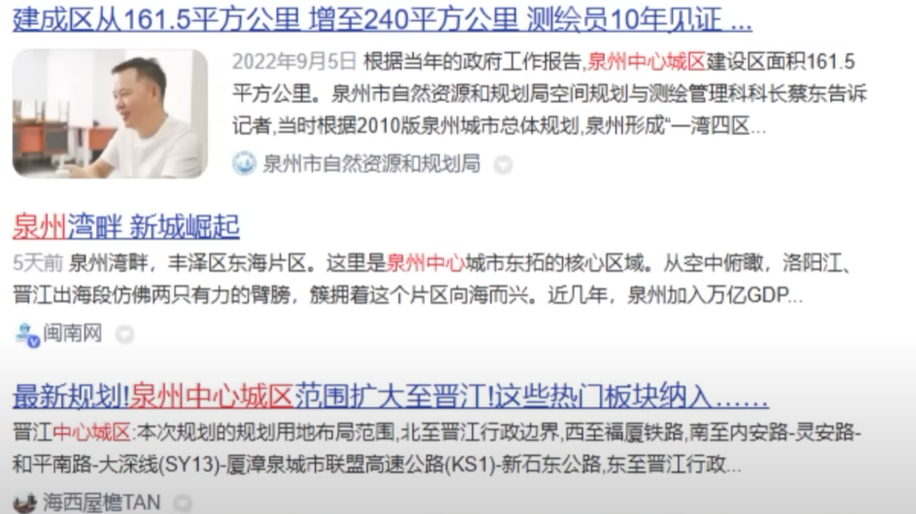 建成区从161.5平方公里 增至240平方公里 测绘员10年见证 ...
2022年9月5日 根据当年的政府工作报告,泉州中心城区建设区面积161.5
平方公里。泉州市自然资源和规划局空间规划与测绘管理科科长蔡东告诉
记者,当时根据2010版泉州城市总体规划,泉州形成“一湾四区...
泉州市自然资源和规划局
泉州湾畔 新城崛起
5天前 泉州湾畔，丰泽区东海片区。这里是泉州中心城市东拓的核心区域。从空中俯瞰，洛阳江、
晋江出海段仿佛两只有力的臂膀，簇拥着这个片区向海而兴。近几年，泉州加入万亿GDP...
闽南网
最新规划!泉州中心城区范围扩大至晋江!这些热门板块纳入......
晋江中心城区:本次规划的规划用地布局范围,北至晋江行政边界,西至福厦铁路,南至内安路-灵安路-
和平南路-大深线(SY13)-厦漳泉城市联盟高速公路(KS1)-新石东公路,东至晋江行政...
海西屋檐TAN